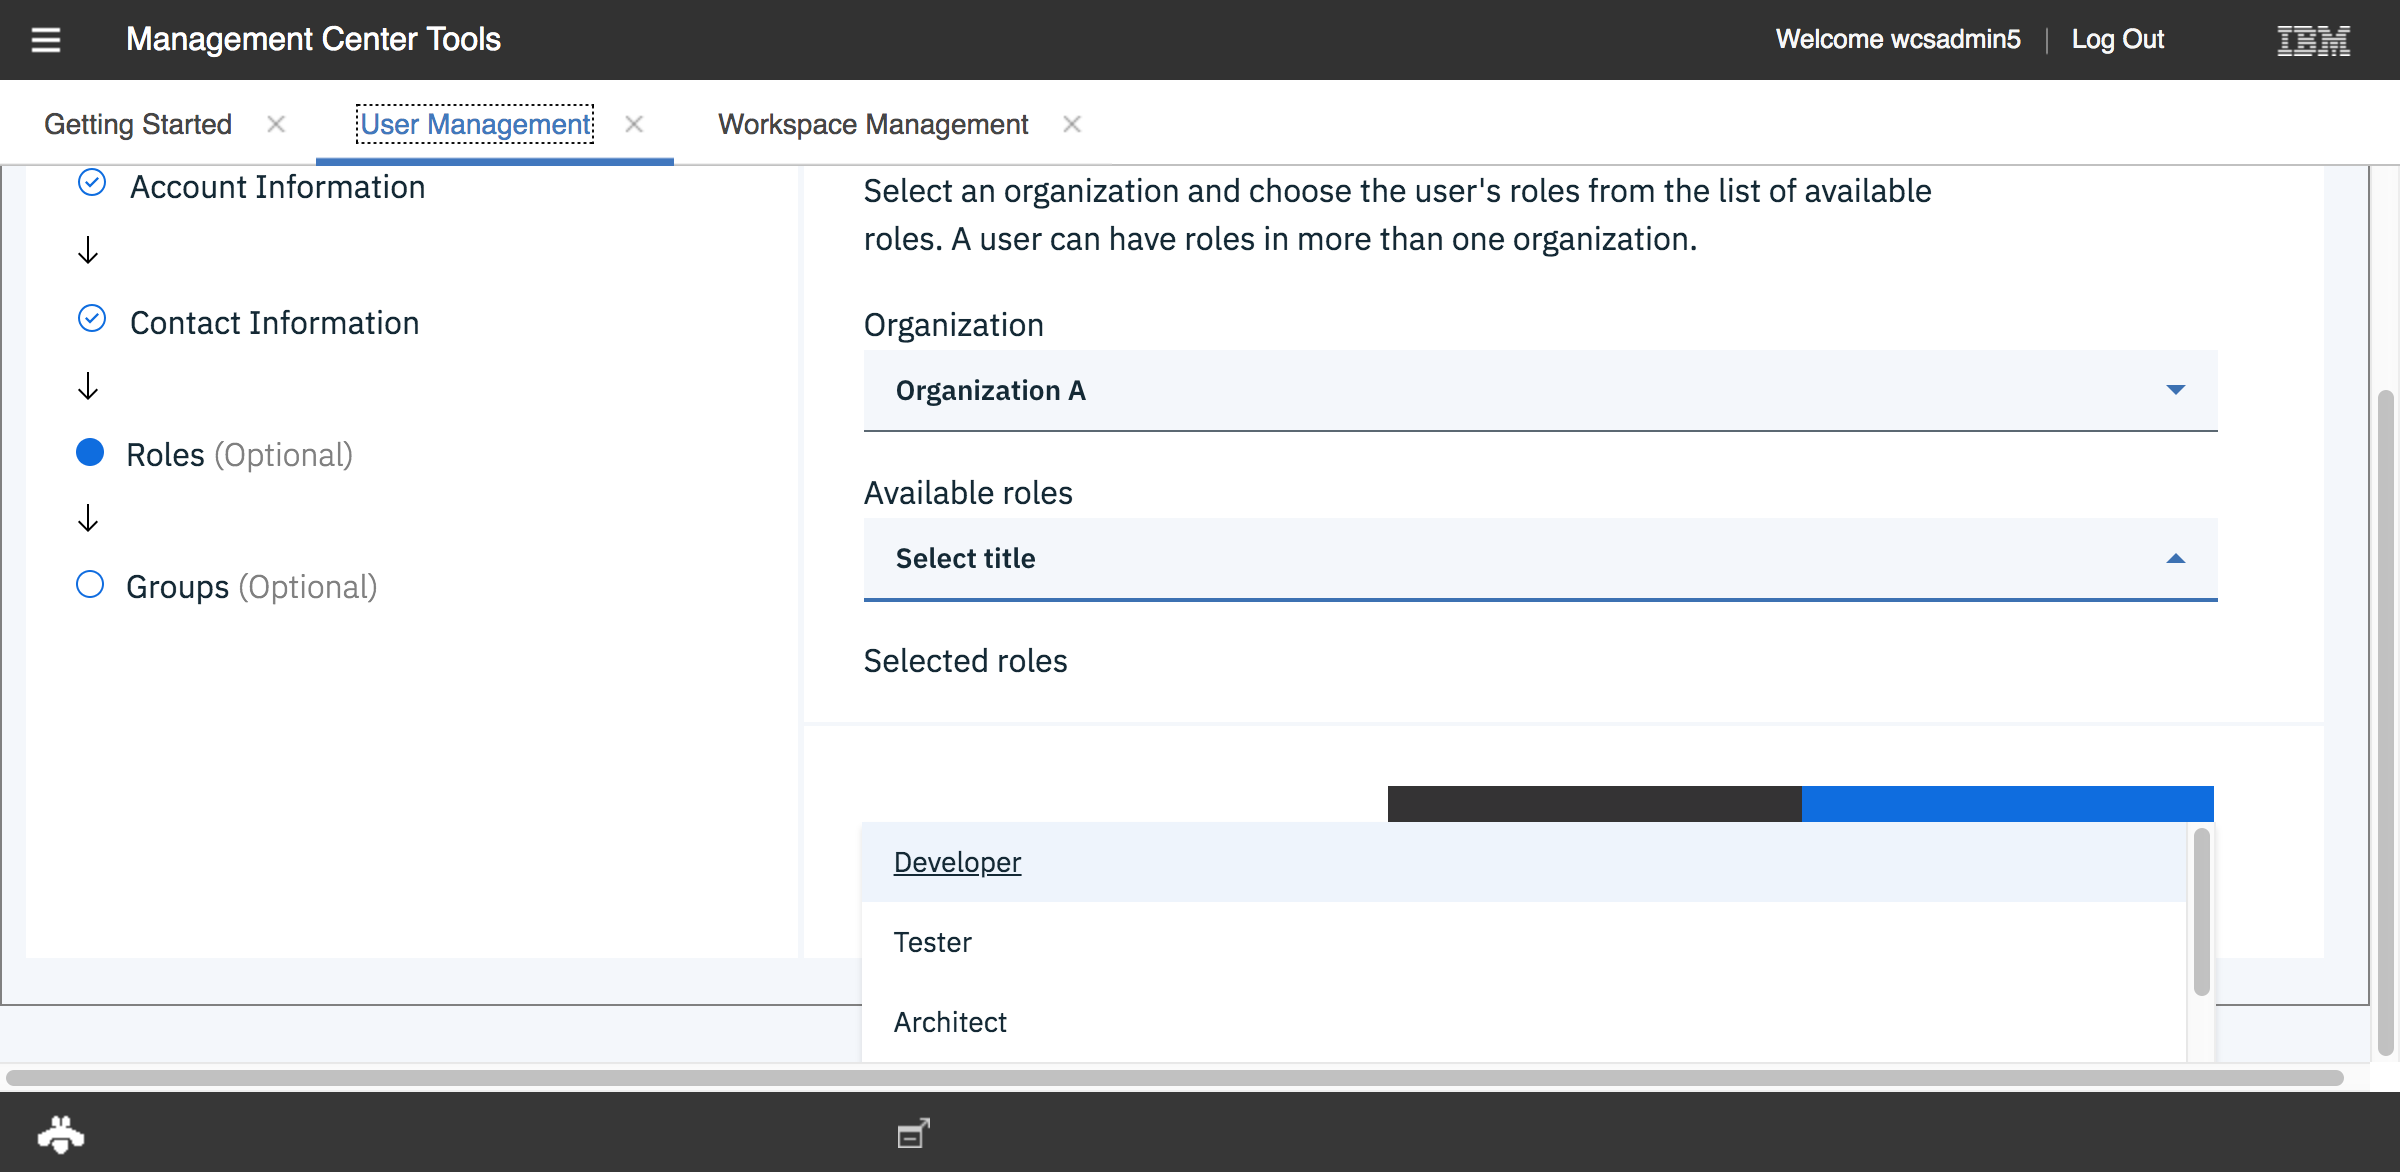 Management Center Tools
Welcome wcsadmin5 | Log Out
IBM
Getting Started
User Management
Workspace Management
Account Information
Contact Information
Roles (Optional)
Groups (Optional)
Select an organization and choose the user's roles from the list of available
roles. A user can have roles in more than one organization.
Organization
Organization A
Available roles
Select title
Selected roles
Developer
Tester
Architect